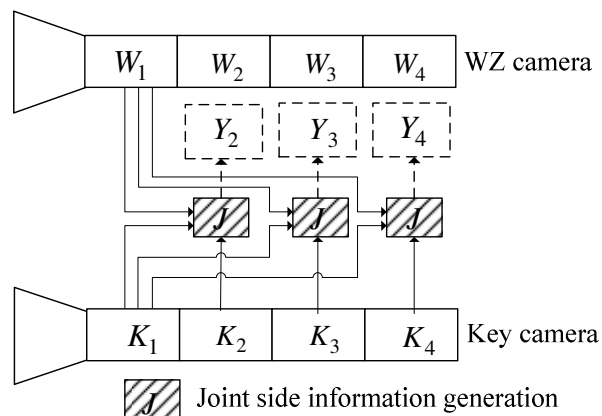 W1 W2 W3 W4 WZ camera
Y2 Y3 Y4
J J J
K1 K2 K3 K4 Key camera
J Joint side information generation